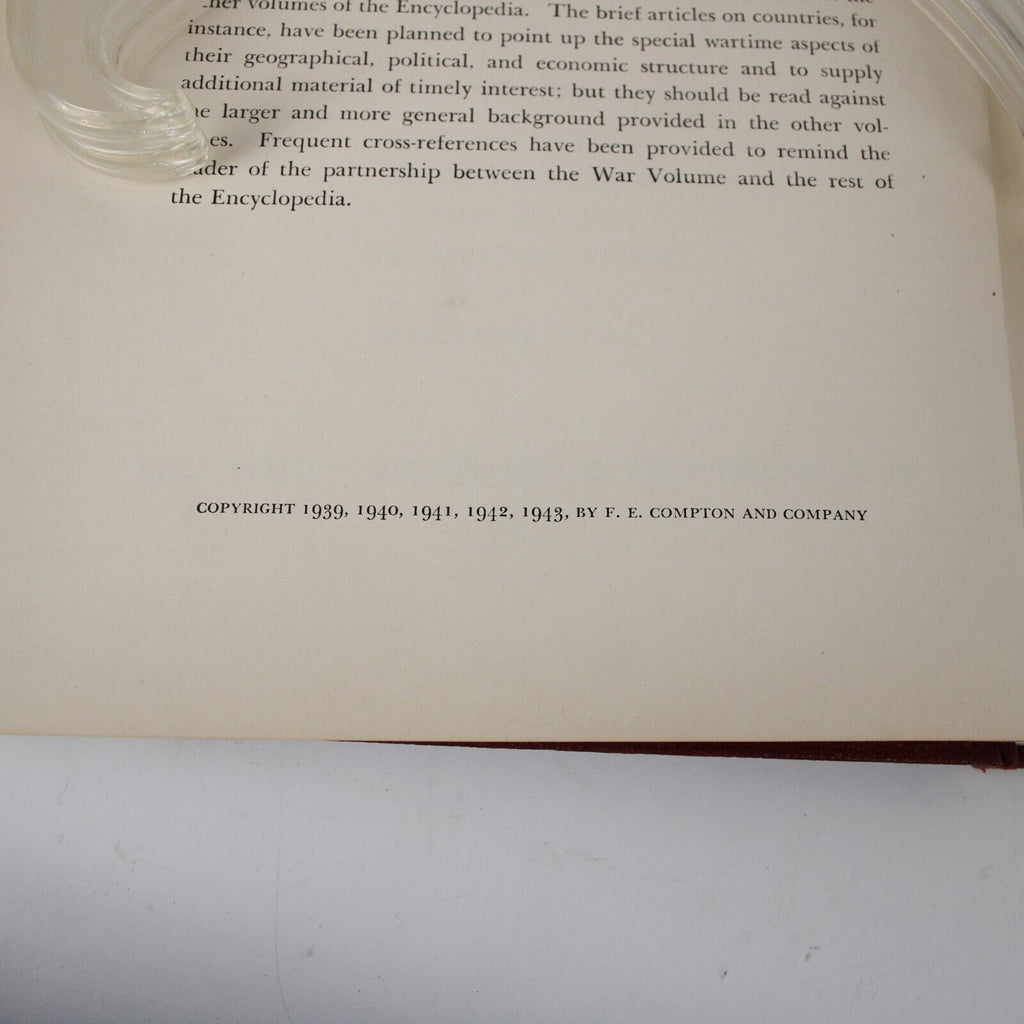 volumes of the Encyclopedia. The brief articles on countries, for
instance, have been planned to point up the special wartime aspects of
their geographical, political, and economic structure and to supply
additional material of timely interest; but they should be read against
larger and more general background provided in the other vol-
es. Frequent cross-references have been provided to remind the
ader of the partnership between the War Volume and the rest of
the Encyclopedia.
COPYRIGHT 1939, 1940, 1941, 1942, 1943, BY F. E. COMPTON AND COMPANY